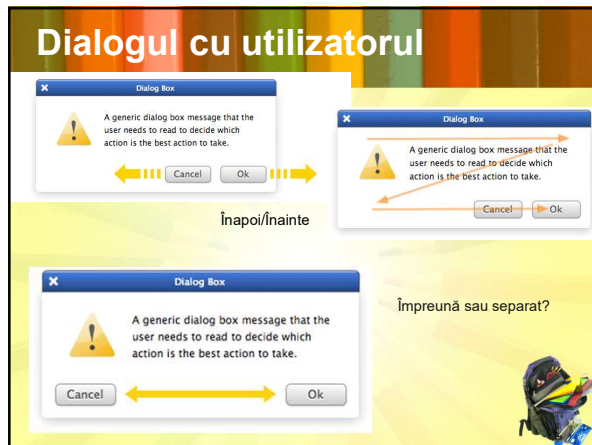 Dialogul cu utilizatorul
Dialog Box
A generic dialog box message that the
user needs to read to decide which
action is the best action to take.
Cancel
Ok
Dialog Box
A generic dialog box message that the
user needs to read to decide which
action is the best action to take.
Cancel
Ok
Înapoi/Înainte
Dialog Box
A generic dialog box message that the
user needs to read to decide which
action is the best action to take.
Cancel
Ok
Împreună sau separat?